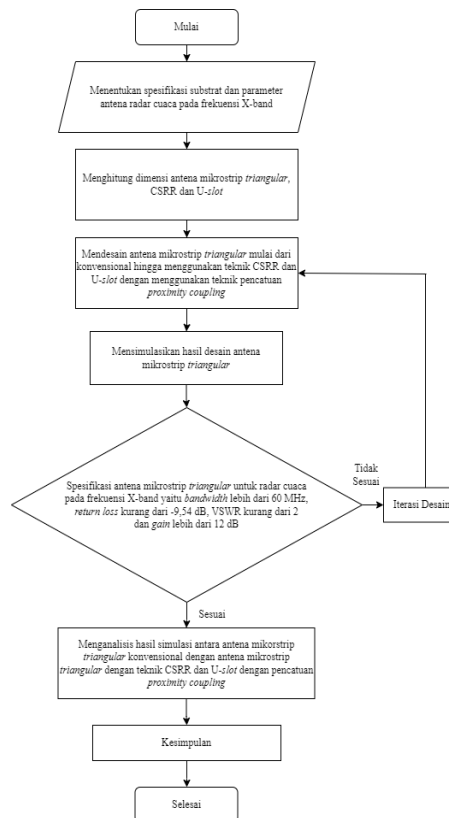 Mulai
Menentukan spesifikasi substrat dan parameter
antena radar cuaca pada frekuensi X-band
Menghitung dimensi antena mikrostrip triangular,
CSRR dan U-slot
Mendesain antena mikrostrip triangular mulai dari
konvensional hingga menggunakan teknik CSRR dan
U-slot dengan menggunakan teknik pencatuan
proximity coupling
Mensimulasikan hasil desain antena
mikrostrip triangular
Spesifikasi antena mikrostrip triangular untuk radar cuaca
pada frekuensi X-band yaitu bandwidth lebih dari 60 MHz,
return loss kurang dari -9,54 dB, VSWR kurang dari 2
dan gain lebih dari 12 dB
Tidak
Sesuai
Iterasi Desain
Sesuai
Menganalisis hasil simulasi antara antena mikorstrip
triangular konvensional dengan antena mikrostrip
triangular dengan teknik CSRR dan U-slot dengan pencatuan
proximity coupling
Kesimpulan
Selesai